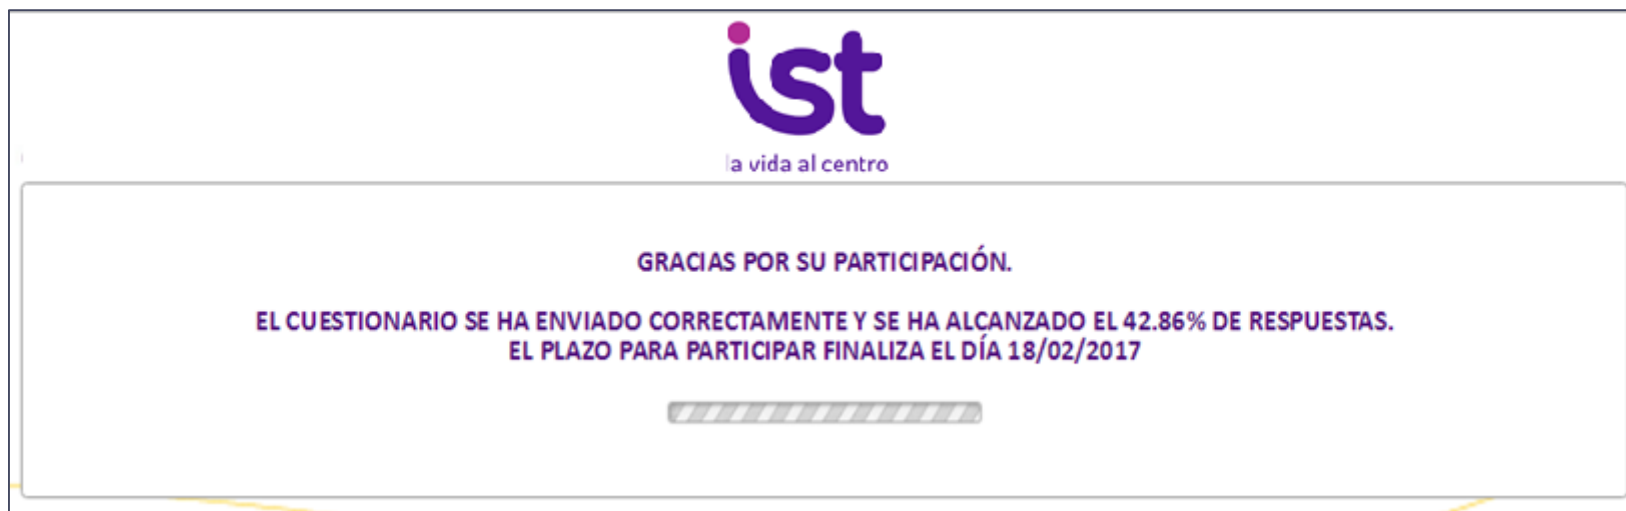 ist
la vida al centro
GRACIAS POR SU PARTICIPACIÓN.
EL CUESTIONARIO SE HA ENVIADO CORRECTAMENTE Y SE HA ALCANZADO EL 42.86% DE RESPUESTAS.
EL PLAZO PARA PARTICIPAR FINALIZA EL DÍA 18/02/2017